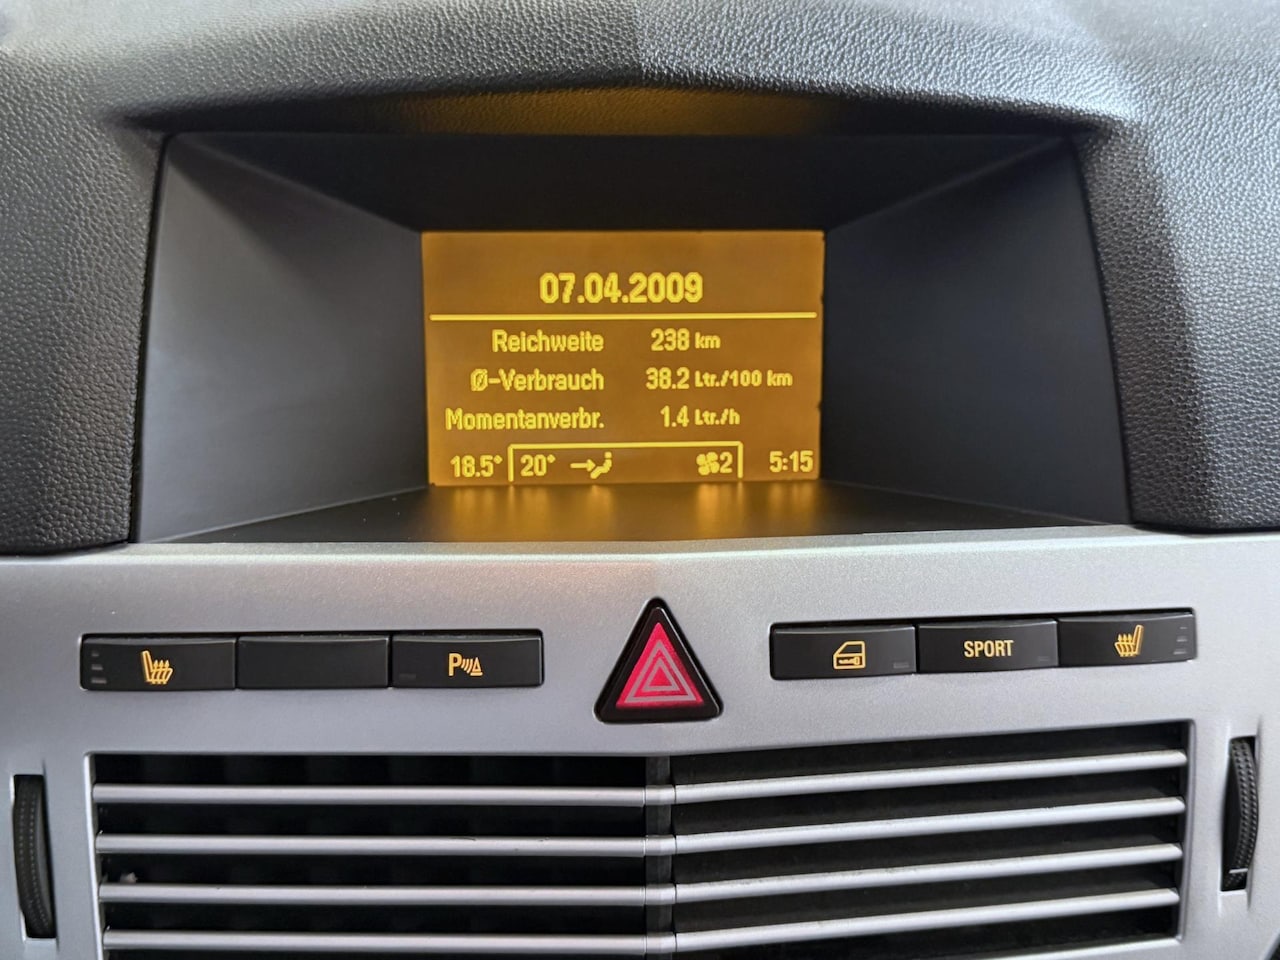 07.04.2009
Reichweite 238 km
Ø-Verbrauch 38.2 Ltr./100 km
Momentanverbr. 1.4 Ltr./h
18.5° 20° 2 5:15
P SPORT